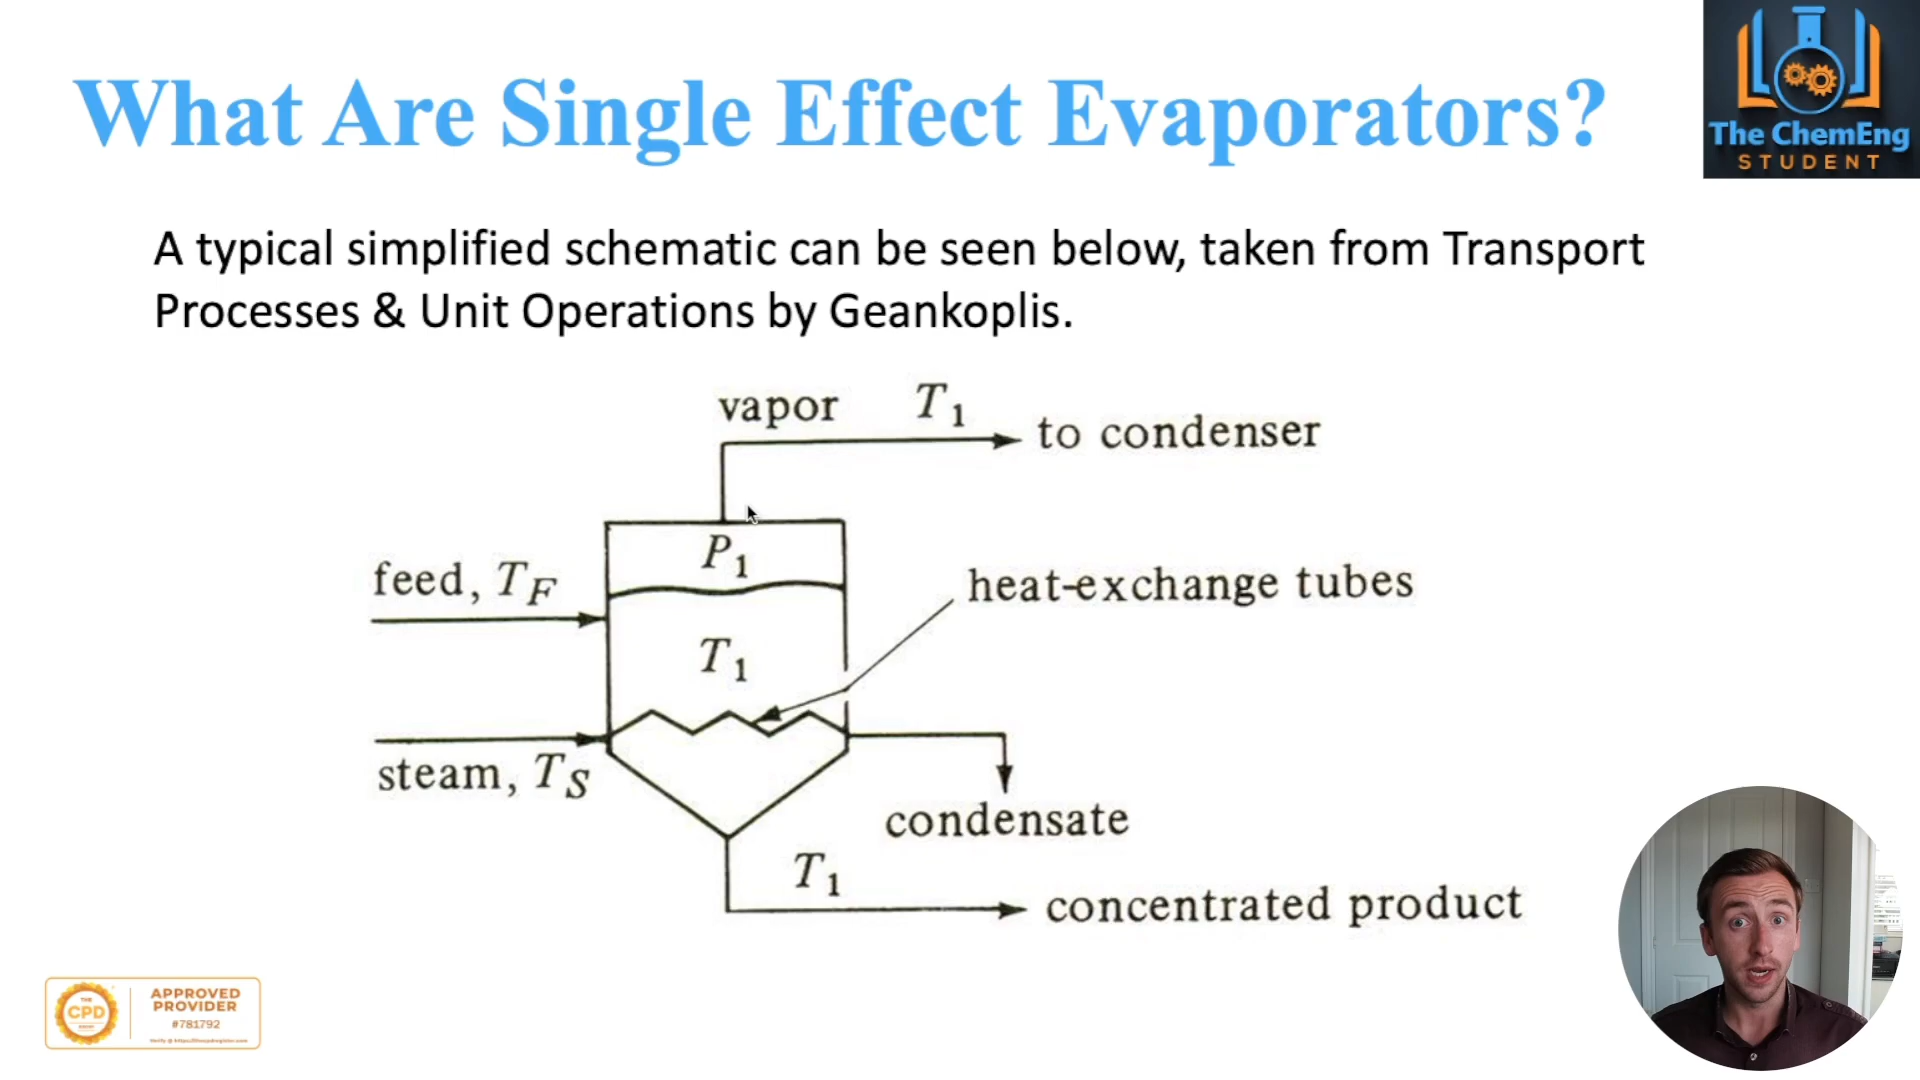 What Are Single Effect Evaporators?
The ChemEng
STUDENT
A typical simplified schematic can be seen below, taken from Transport
Processes & Unit Operations by Geankoplis.
vapor T1
to condenser
P1
feed, TF
heat-exchange tubes
T1
steam, TS
condensate
T1
concentrated product
THE
CPD
APPROVED
PROVIDER
#781792